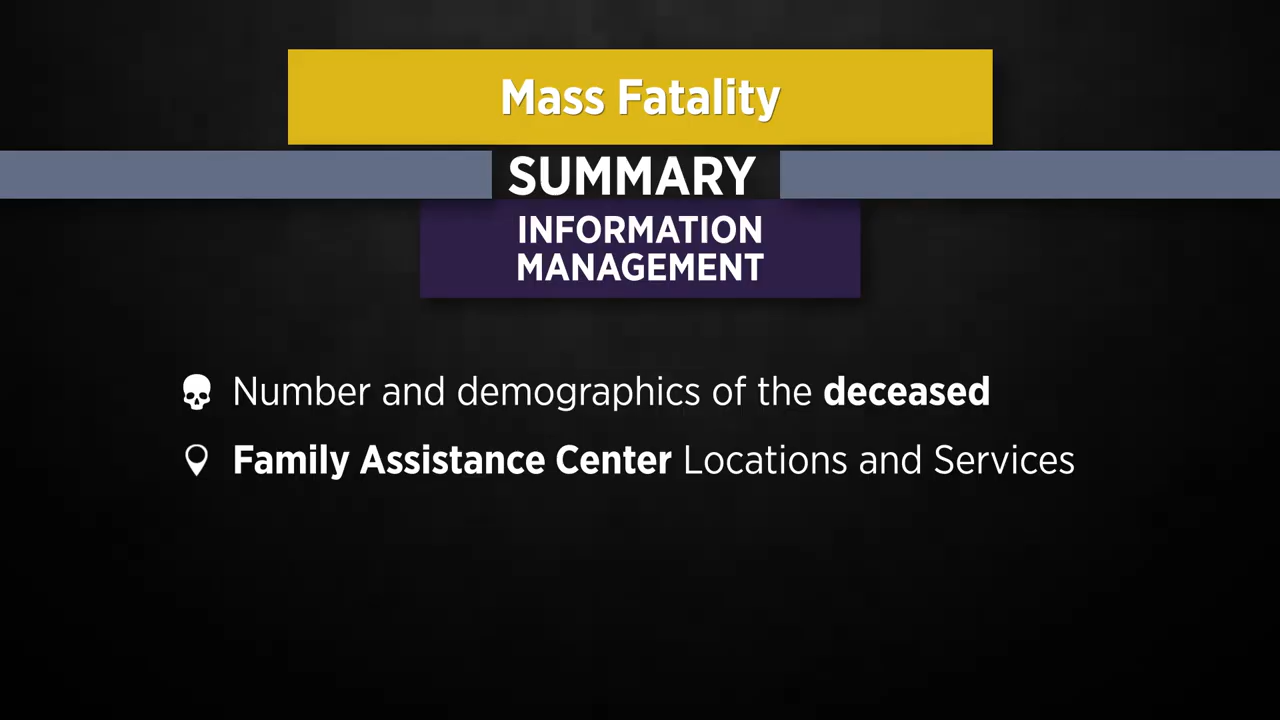 Mass Fatality
SUMMARY
INFORMATION
MANAGEMENT
Number and demographics of the deceased
Family Assistance Center Locations and Services